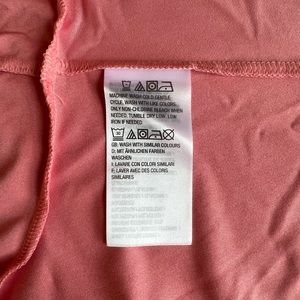 MACHINE WASH COLD, GENTLE
CYCLE, WASH WITH LIKE COLORS.
ONLY NON-CHLORINE BLEACH WHEN
NEEDED. TUMBLE DRY LOW. LOW
IRON IF NEEDED
30
GB: WASH WITH SIMILAR COLOURS
D: MIT ÄHNLICHEN FARBEN
WASCHEN
I: LAVARE CON COLORI SIMILI
F: LAVER AVEC DES COLORIS
SIMILAIRES